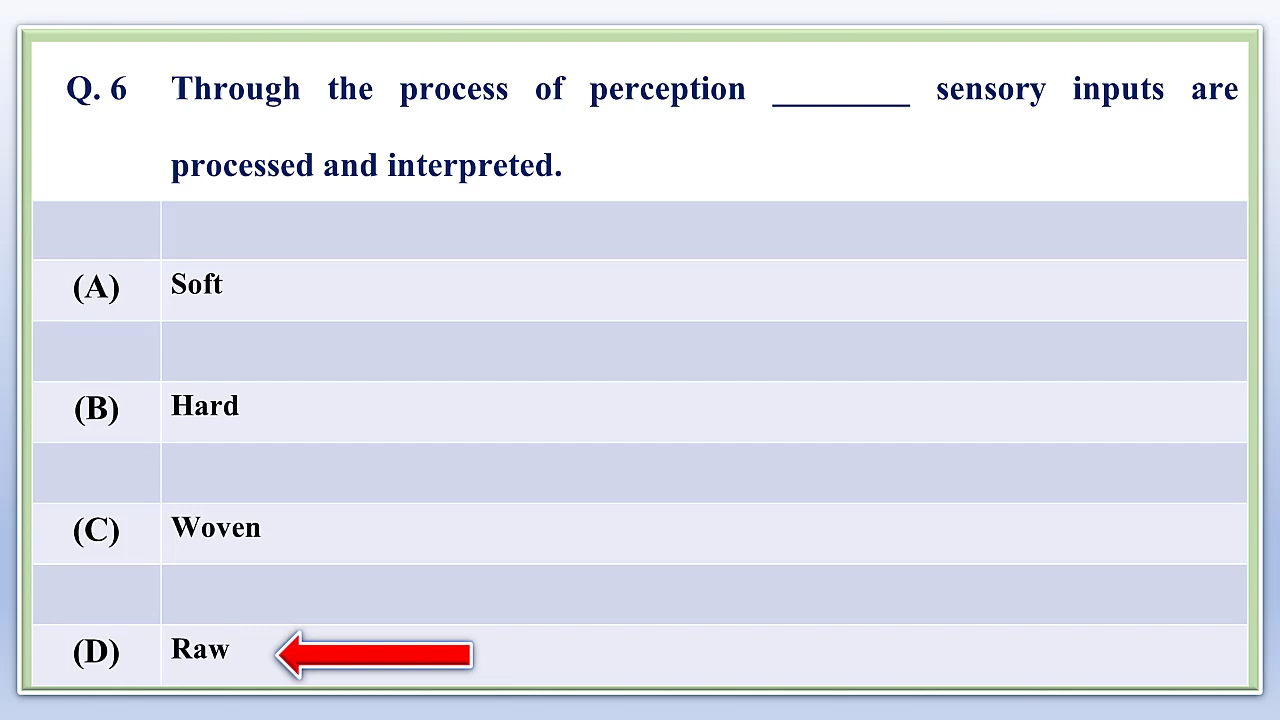 Q. 6 Through the process of perception ________ sensory inputs are
processed and interpreted.
(A) Soft
(B) Hard
(C) Woven
(D) Raw